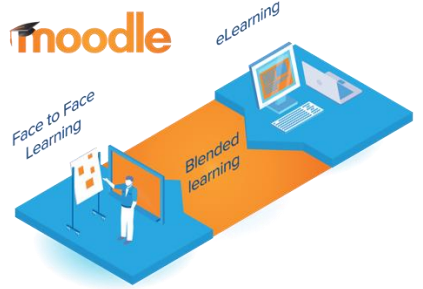 moodle
eLearning
Face to Face
Learning
Blended
learning